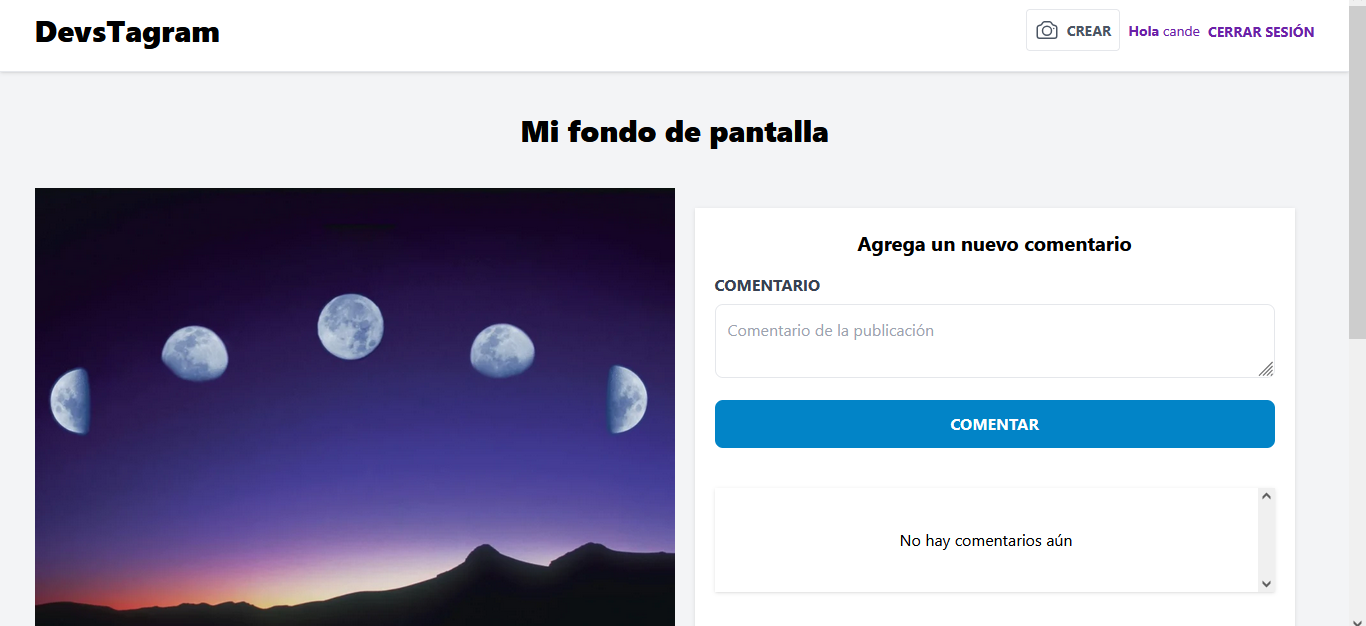 DevsTagram
CREAR
Hola cande
CERRAR SESIÓN
Mi fondo de pantalla
Agrega un nuevo comentario
COMENTARIO
Comentario de la publicación
COMENTAR
No hay comentarios aún